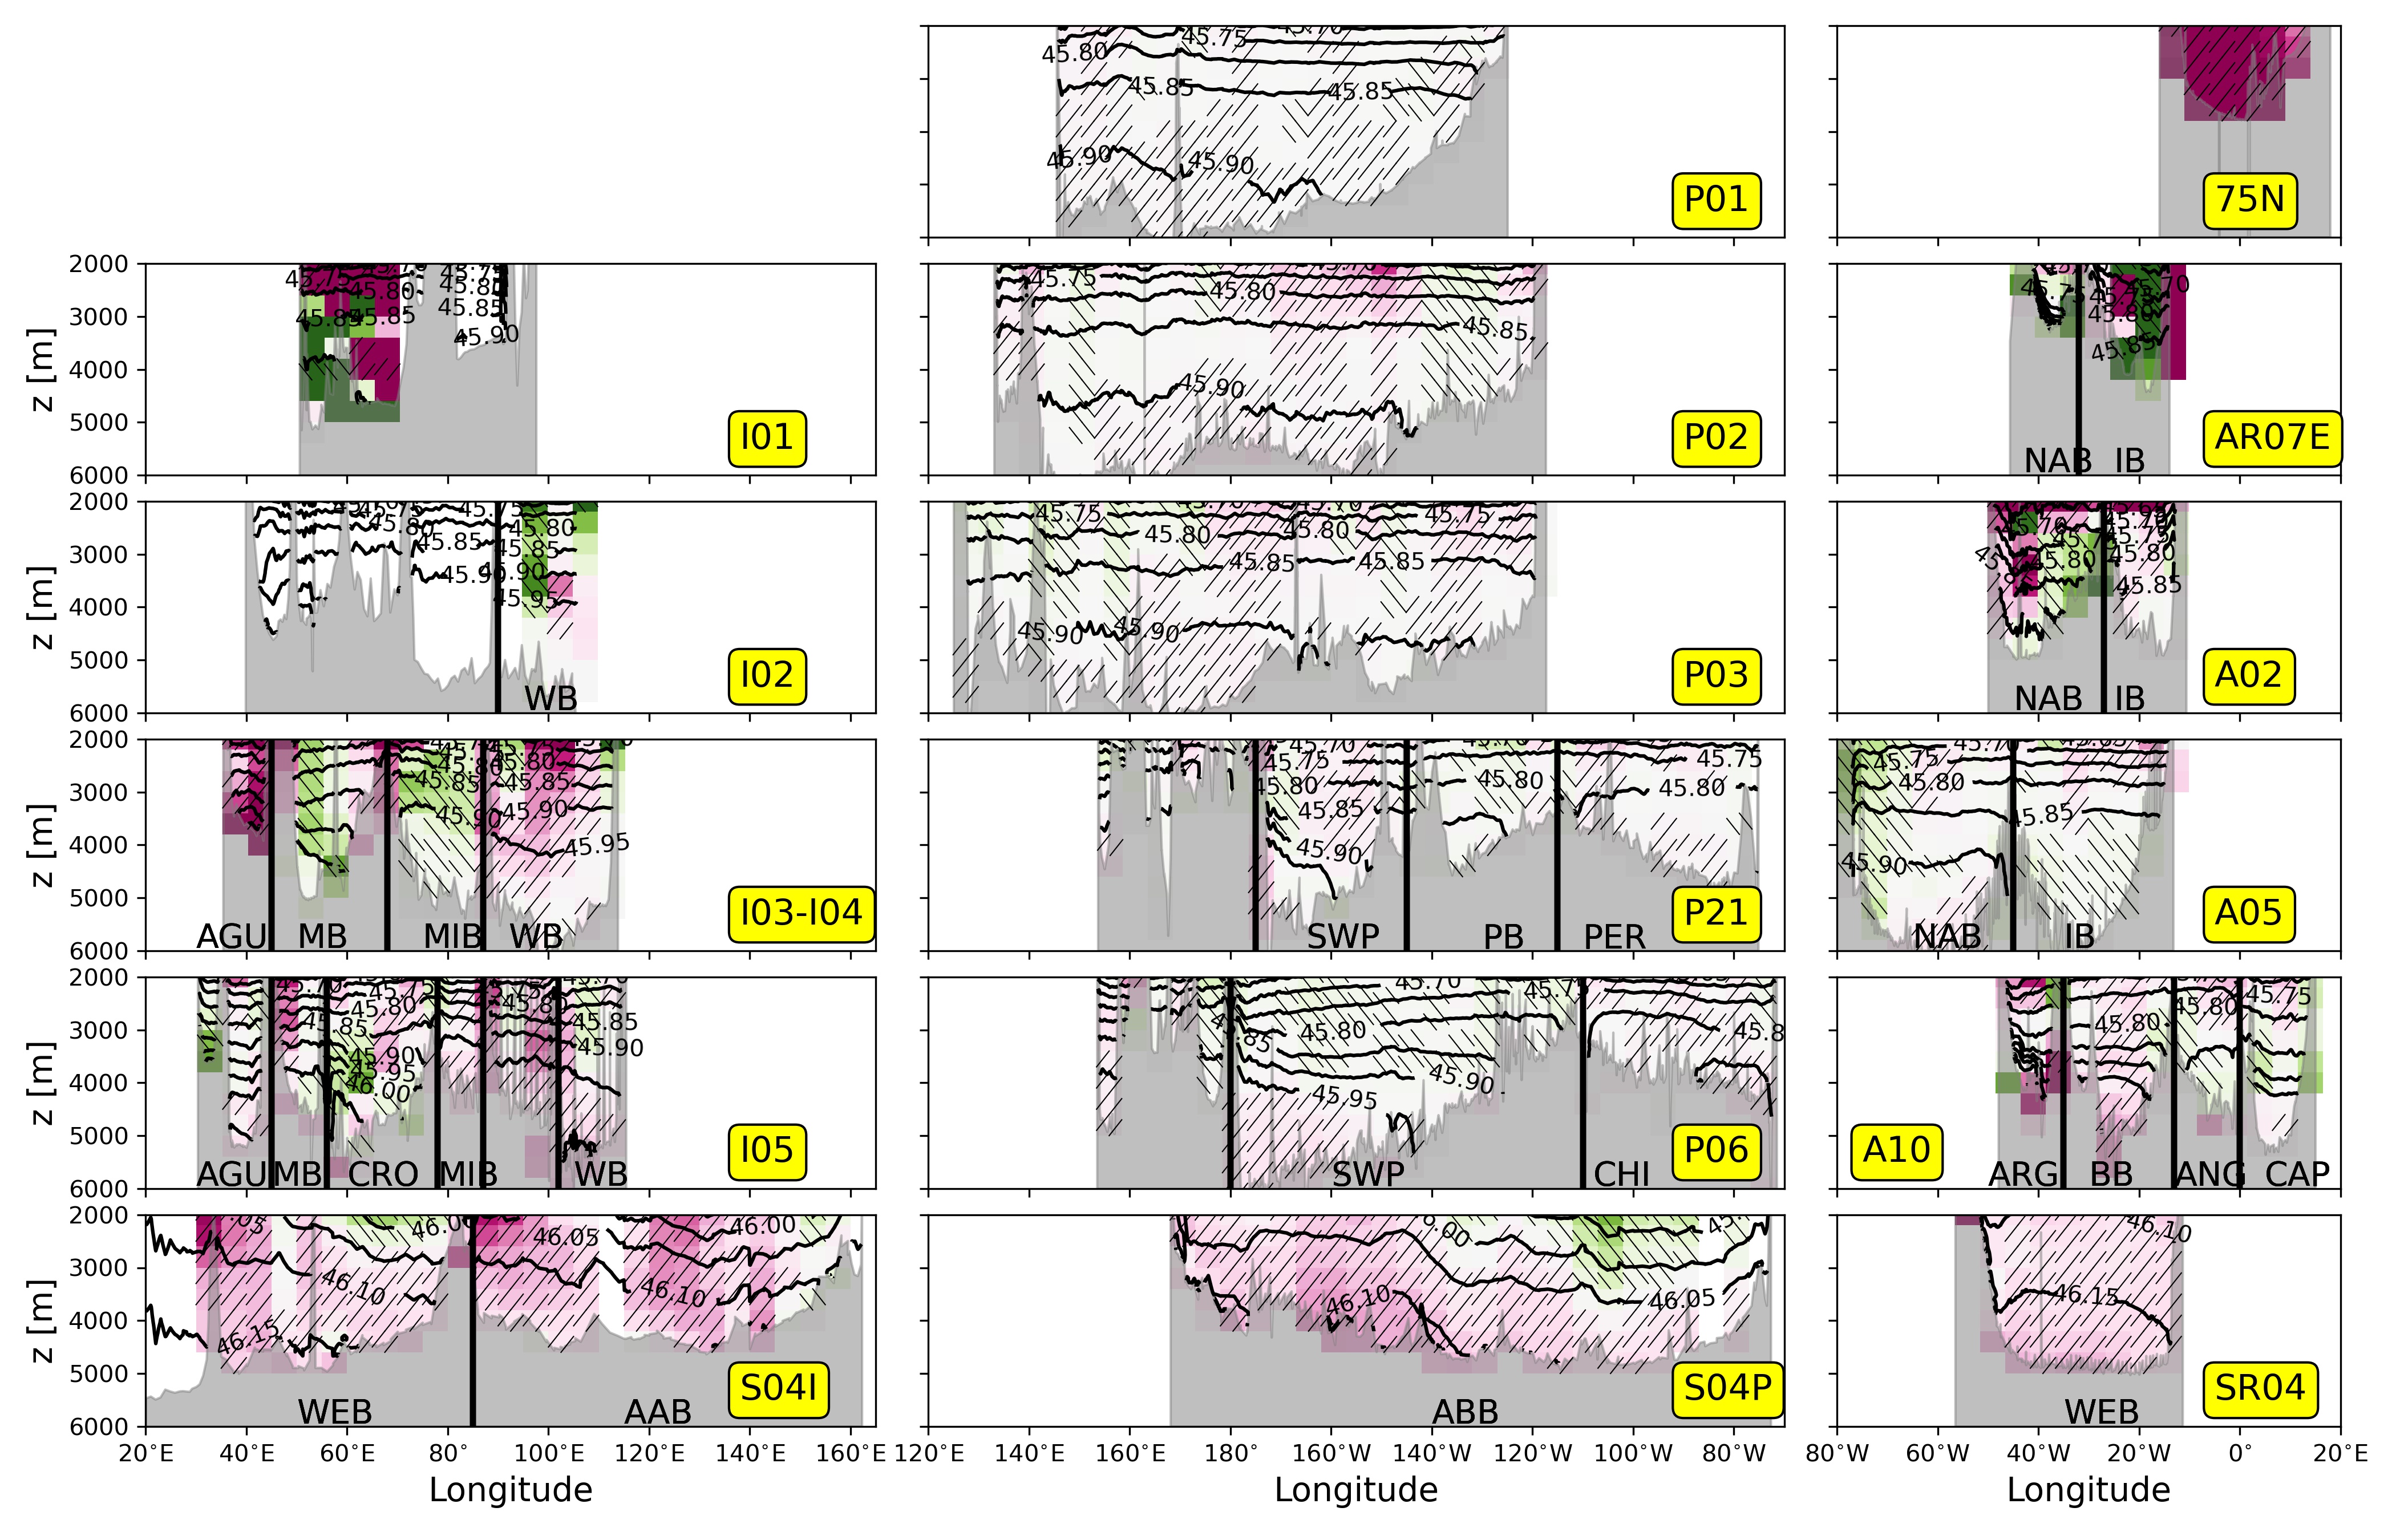 45.80 45.75 45.70
45.85 45.85
45.90 45.90
P01
75N
2000
3000
4000
5000
6000
z [m]
45.75 45.80 45.80
45.85 45.85 45.85
45.90
I01
45.75 45.80
45.85
45.90
P02
45.70
45.85
NAB IB
AR07E
2000
3000
4000
5000
6000
z [m]
45.80 45.75 45.80
45.85 45.85
45.90 45.90
45.95
WB
I02
45.75 45.80 45.80 45.75
45.85 45.85
45.90 45.90
P03
45.70 45.75
45.80 45.80
45.85
NAB IB
A02
2000
3000
4000
5000
6000
z [m]
45.85 45.80 45.85
45.90 45.90
45.95
AGU MB MIB WB
I03-I04
45.70 45.75 45.75
45.80 45.80 45.80
45.85
45.90
SWP PB PER
P21
45.75 45.70
45.80
45.85
45.90
NAB IB
A05
2000
3000
4000
5000
6000
z [m]
45.70 45.75
45.85 45.80 45.85
45.90 45.90
45.95
46.00
AGU MB CRO MIB WB
I05
45.70 45.75
45.85 45.80 45.8
45.90
45.95
SWP CHI
P06
45.75
45.80 45.80
A10
ARG BB ANG CAP
2000
3000
4000
5000
6000
z [m]
46.00 46.05 46.00
46.10 46.10
46.15
WEB AAB
S04I
46.10 46.05
ABB
S04P
46.10
46.15
WEB
SR04
20°E 40°E 60°E 80° 100°E 120°E 140°E 160°E
120°E 140°E 160°E 180° 160°W 140°W 120°W 100°W 80°W
80°W 60°W 40°W 20°W 0° 20°E
Longitude Longitude Longitude